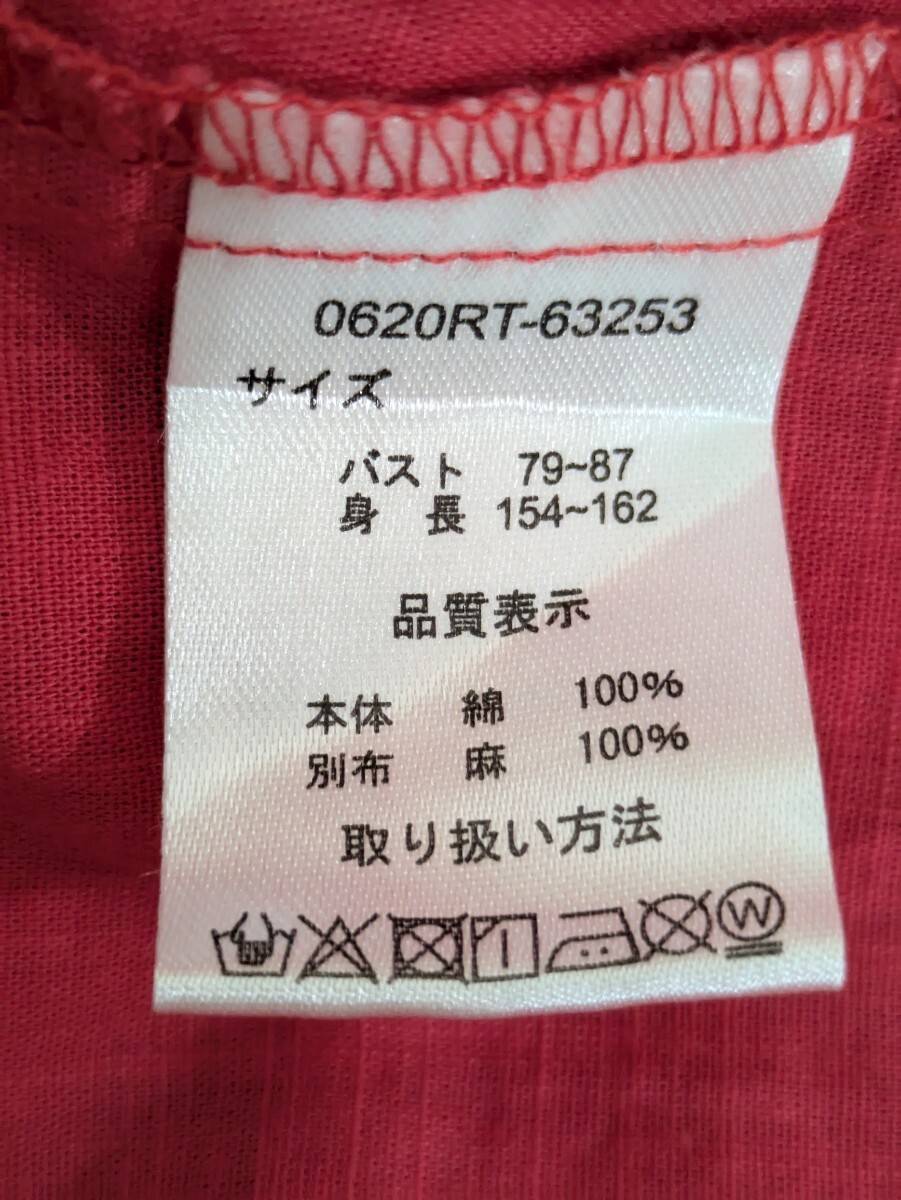 0620RT-63253
サイズ
バスト 79~87
身 長 154~162
品質表示
本体 綿 100%
別布 麻 100%
取り扱い方法
W